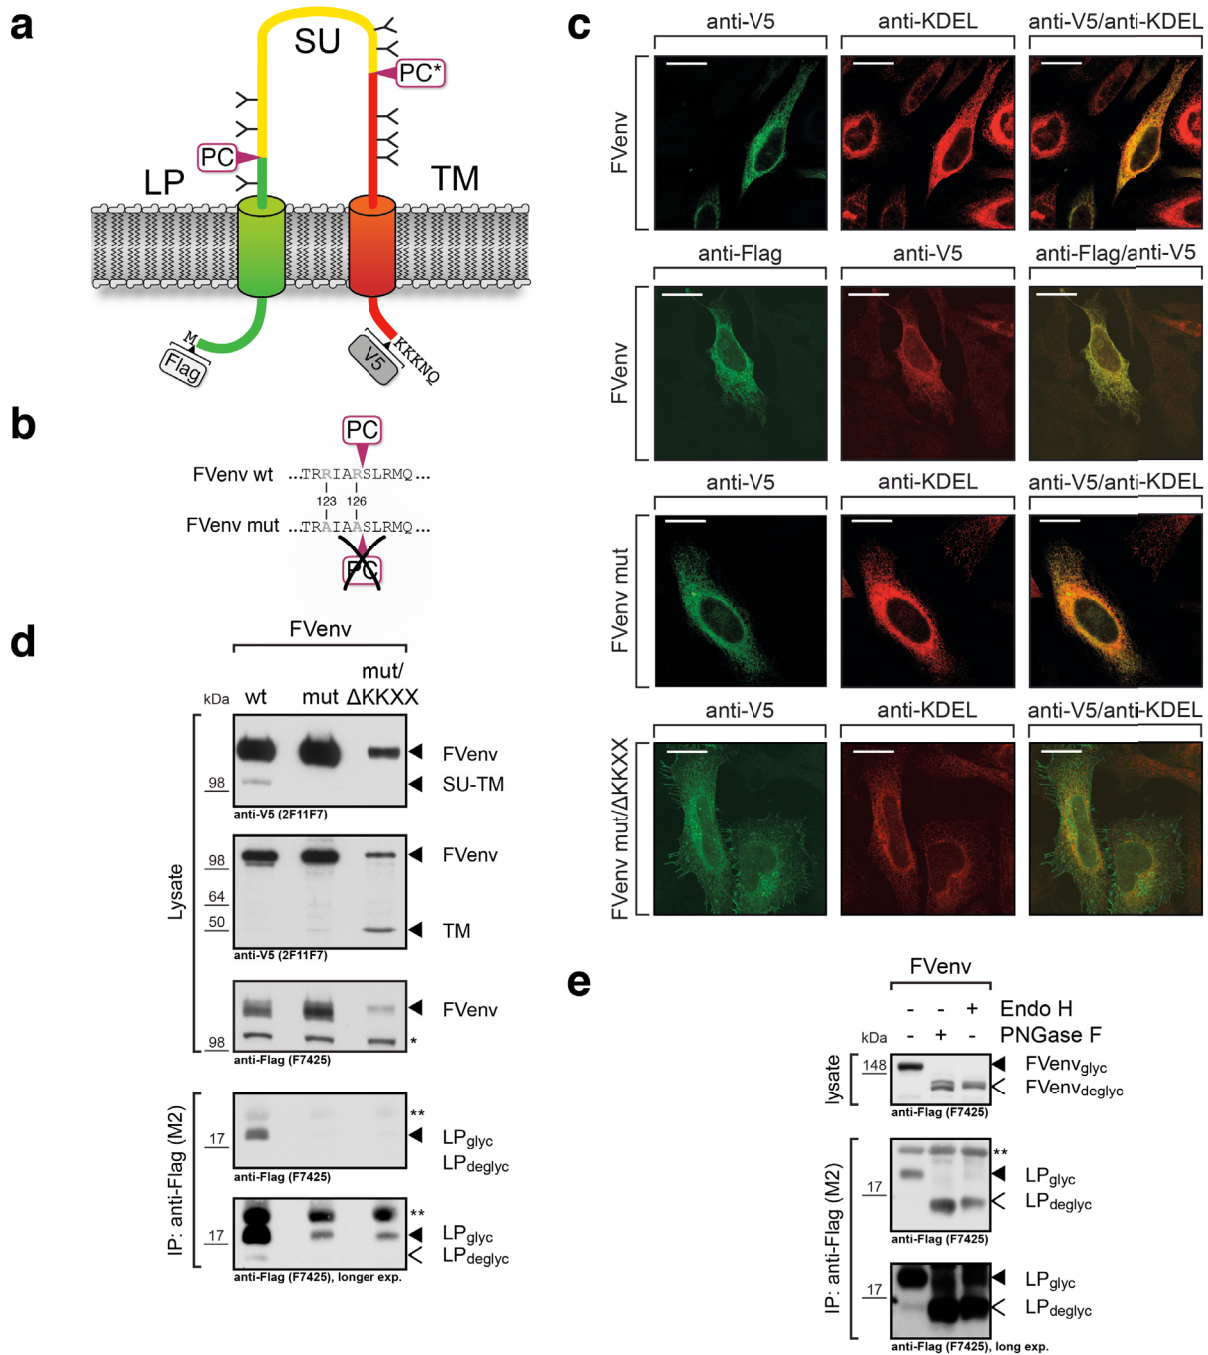 a
SU
PC*
PC
LP
TM
M
Flag
V5
KKKNQ
b
PC
FVenv wt ...TRRIARSLRMQ...
123 126
FVenv mut ...TRAIAASLRMQ...
PC
c
anti-V5 anti-KDEL anti-V5/anti-KDEL
FVenv
anti-Flag anti-V5 anti-Flag/anti-V5
FVenv
anti-V5 anti-KDEL anti-V5/anti-KDEL
FVenv mut
anti-V5 anti-KDEL anti-V5/anti-KDEL
FVenv mut/ΔKKXX
d
FVenv
kDa wt mut mut/ΔKKXX
Lysate
FVenv
98 SU-TM
anti-V5 (2F11F7)
98 FVenv
64
50 TM
anti-V5 (2F11F7)
FVenv
98 *
anti-Flag (F7425)
IP: anti-Flag (M2)
**
17 LPglyc
LPdeglyc
anti-Flag (F7425)
**
17 LPglyc
LPdeglyc
anti-Flag (F7425), longer exp.
e
FVenv
- - + Endo H
kDa - + - PNGase F
lysate
148 FVenvglyc
FVenvdeglyc
anti-Flag (F7425)
IP: anti-Flag (M2)
**
LPglyc
17 LPdeglyc
anti-Flag (F7425)
LPglyc
17 LPdeglyc
anti-Flag (F7425), long exp.